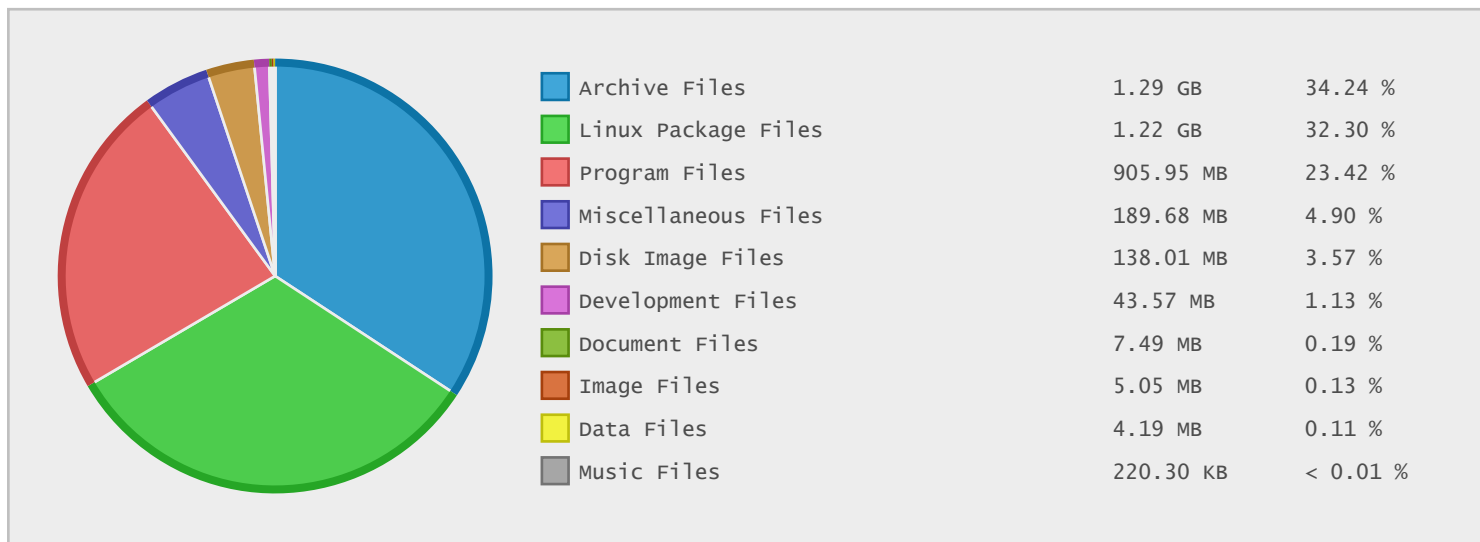 Archive Files 1.29 GB 34.24 %
Linux Package Files 1.22 GB 32.30 %
Program Files 905.95 MB 23.42 %
Miscellaneous Files 189.68 MB 4.90 %
Disk Image Files 138.01 MB 3.57 %
Development Files 43.57 MB 1.13 %
Document Files 7.49 MB 0.19 %
Image Files 5.05 MB 0.13 %
Data Files 4.19 MB 0.11 %
Music Files 220.30 KB < 0.01 %